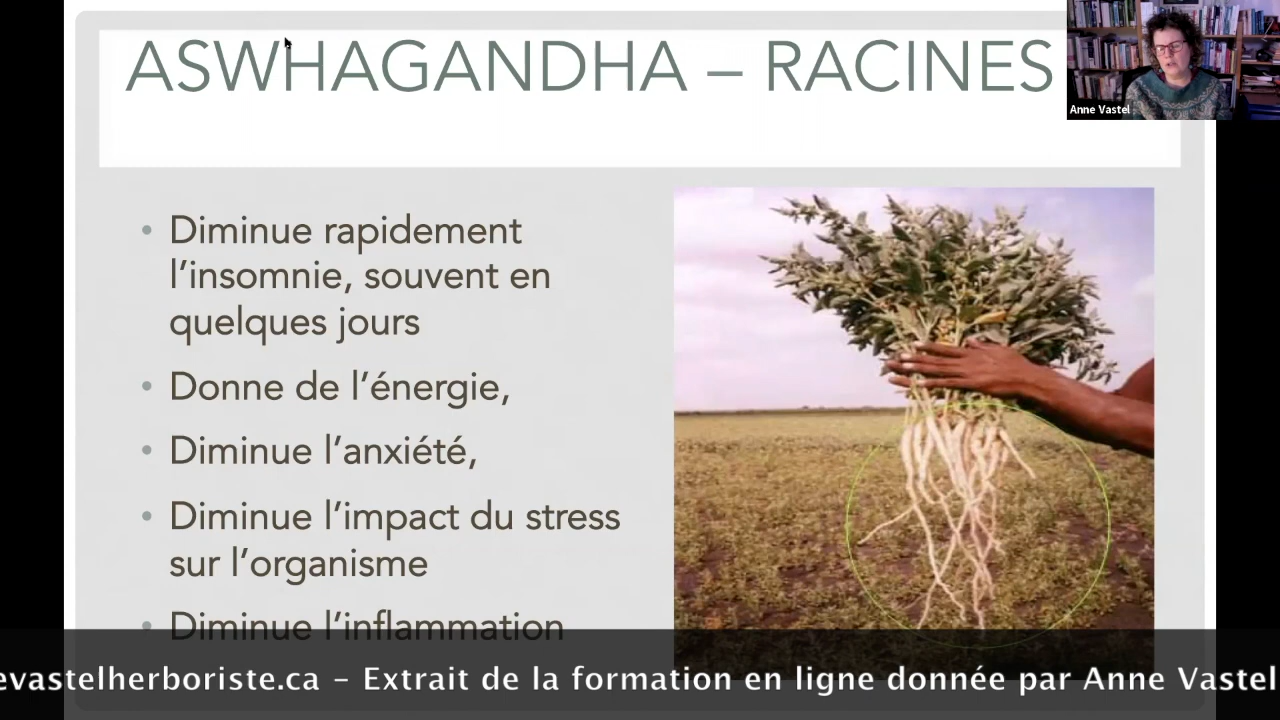 ASWHAGANDHA – RACINES
Anne Vastel
• Diminue rapidement
l’insomnie, souvent en
quelques jours
• Donne de l’énergie,
• Diminue l’anxiété,
• Diminue l’impact du stress
sur l’organisme
• Diminue l’inflammation
evastelherboriste.ca – Extrait de la formation en ligne donnée par Anne Vastel